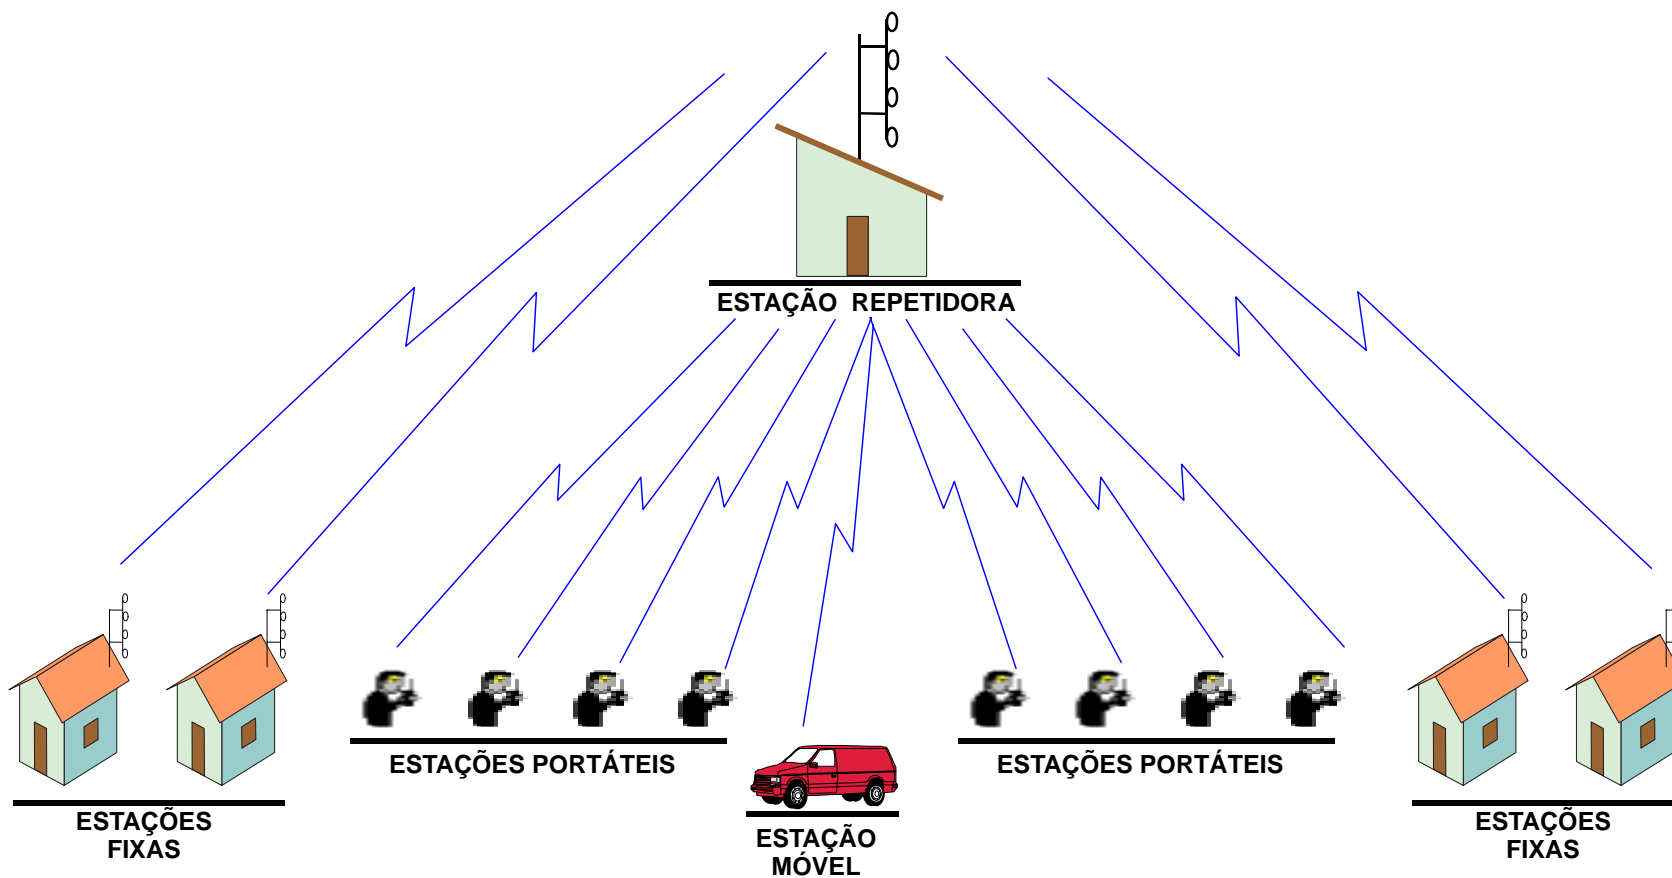 ESTAÇÃO REPETIDORA
ESTAÇÕES PORTÁTEIS
ESTAÇÕES PORTÁTEIS
ESTAÇÕES
FIXAS
ESTAÇÃO
MÓVEL
ESTAÇÕES
FIXAS